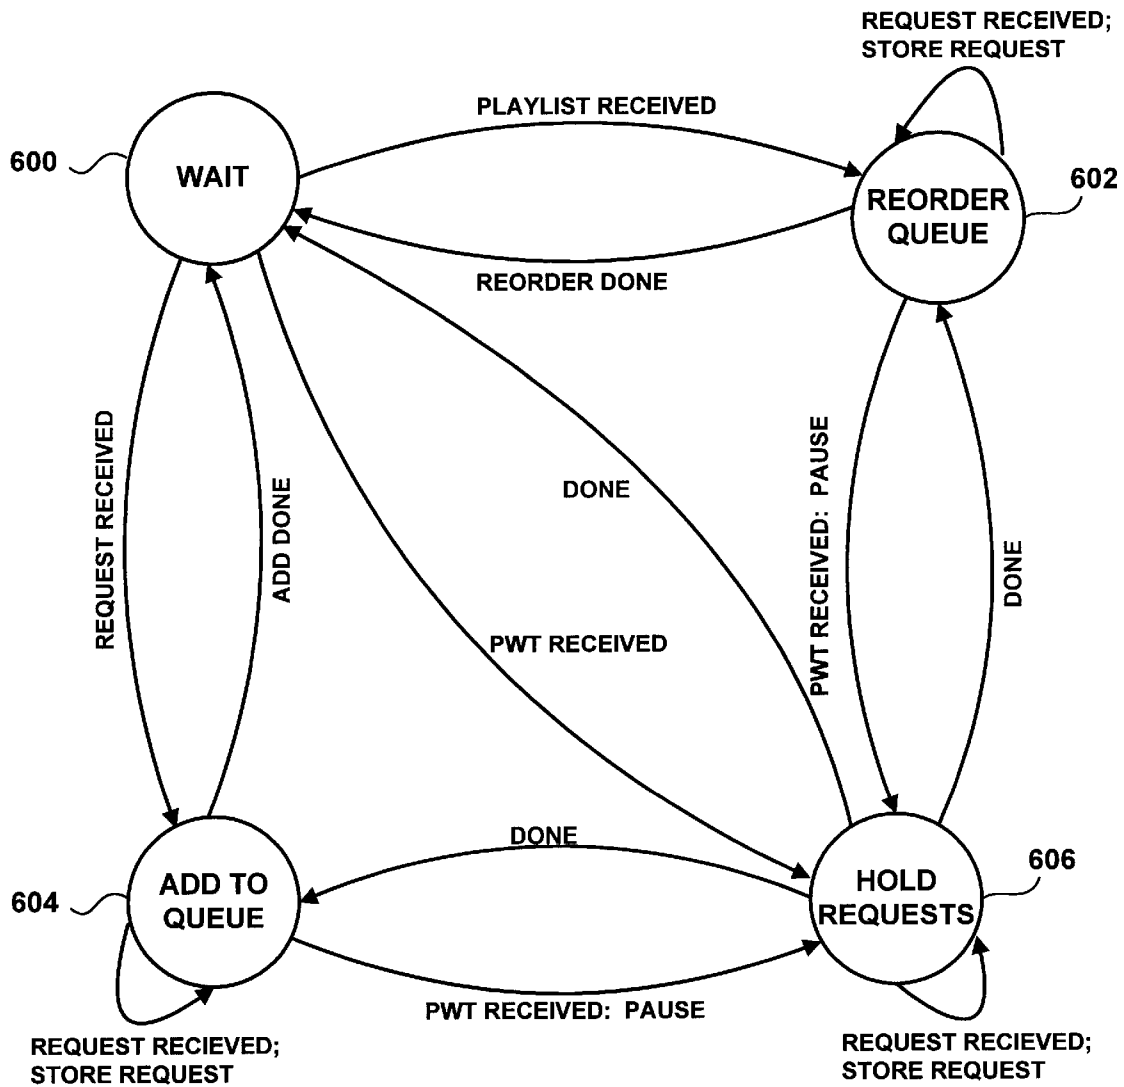 REQUEST RECEIVED;
STORE REQUEST
PLAYLIST RECEIVED
600
WAIT
602
REORDER
QUEUE
REORDER DONE
REQUEST RECEIVED
ADD DONE
DONE
PWT RECEIVED: PAUSE
DONE
PWT RECEIVED
DONE
606
604
ADD TO
QUEUE
HOLD
REQUESTS
PWT RECEIVED: PAUSE
REQUEST RECIEVED;
STORE REQUEST
REQUEST RECIEVED;
STORE REQUEST